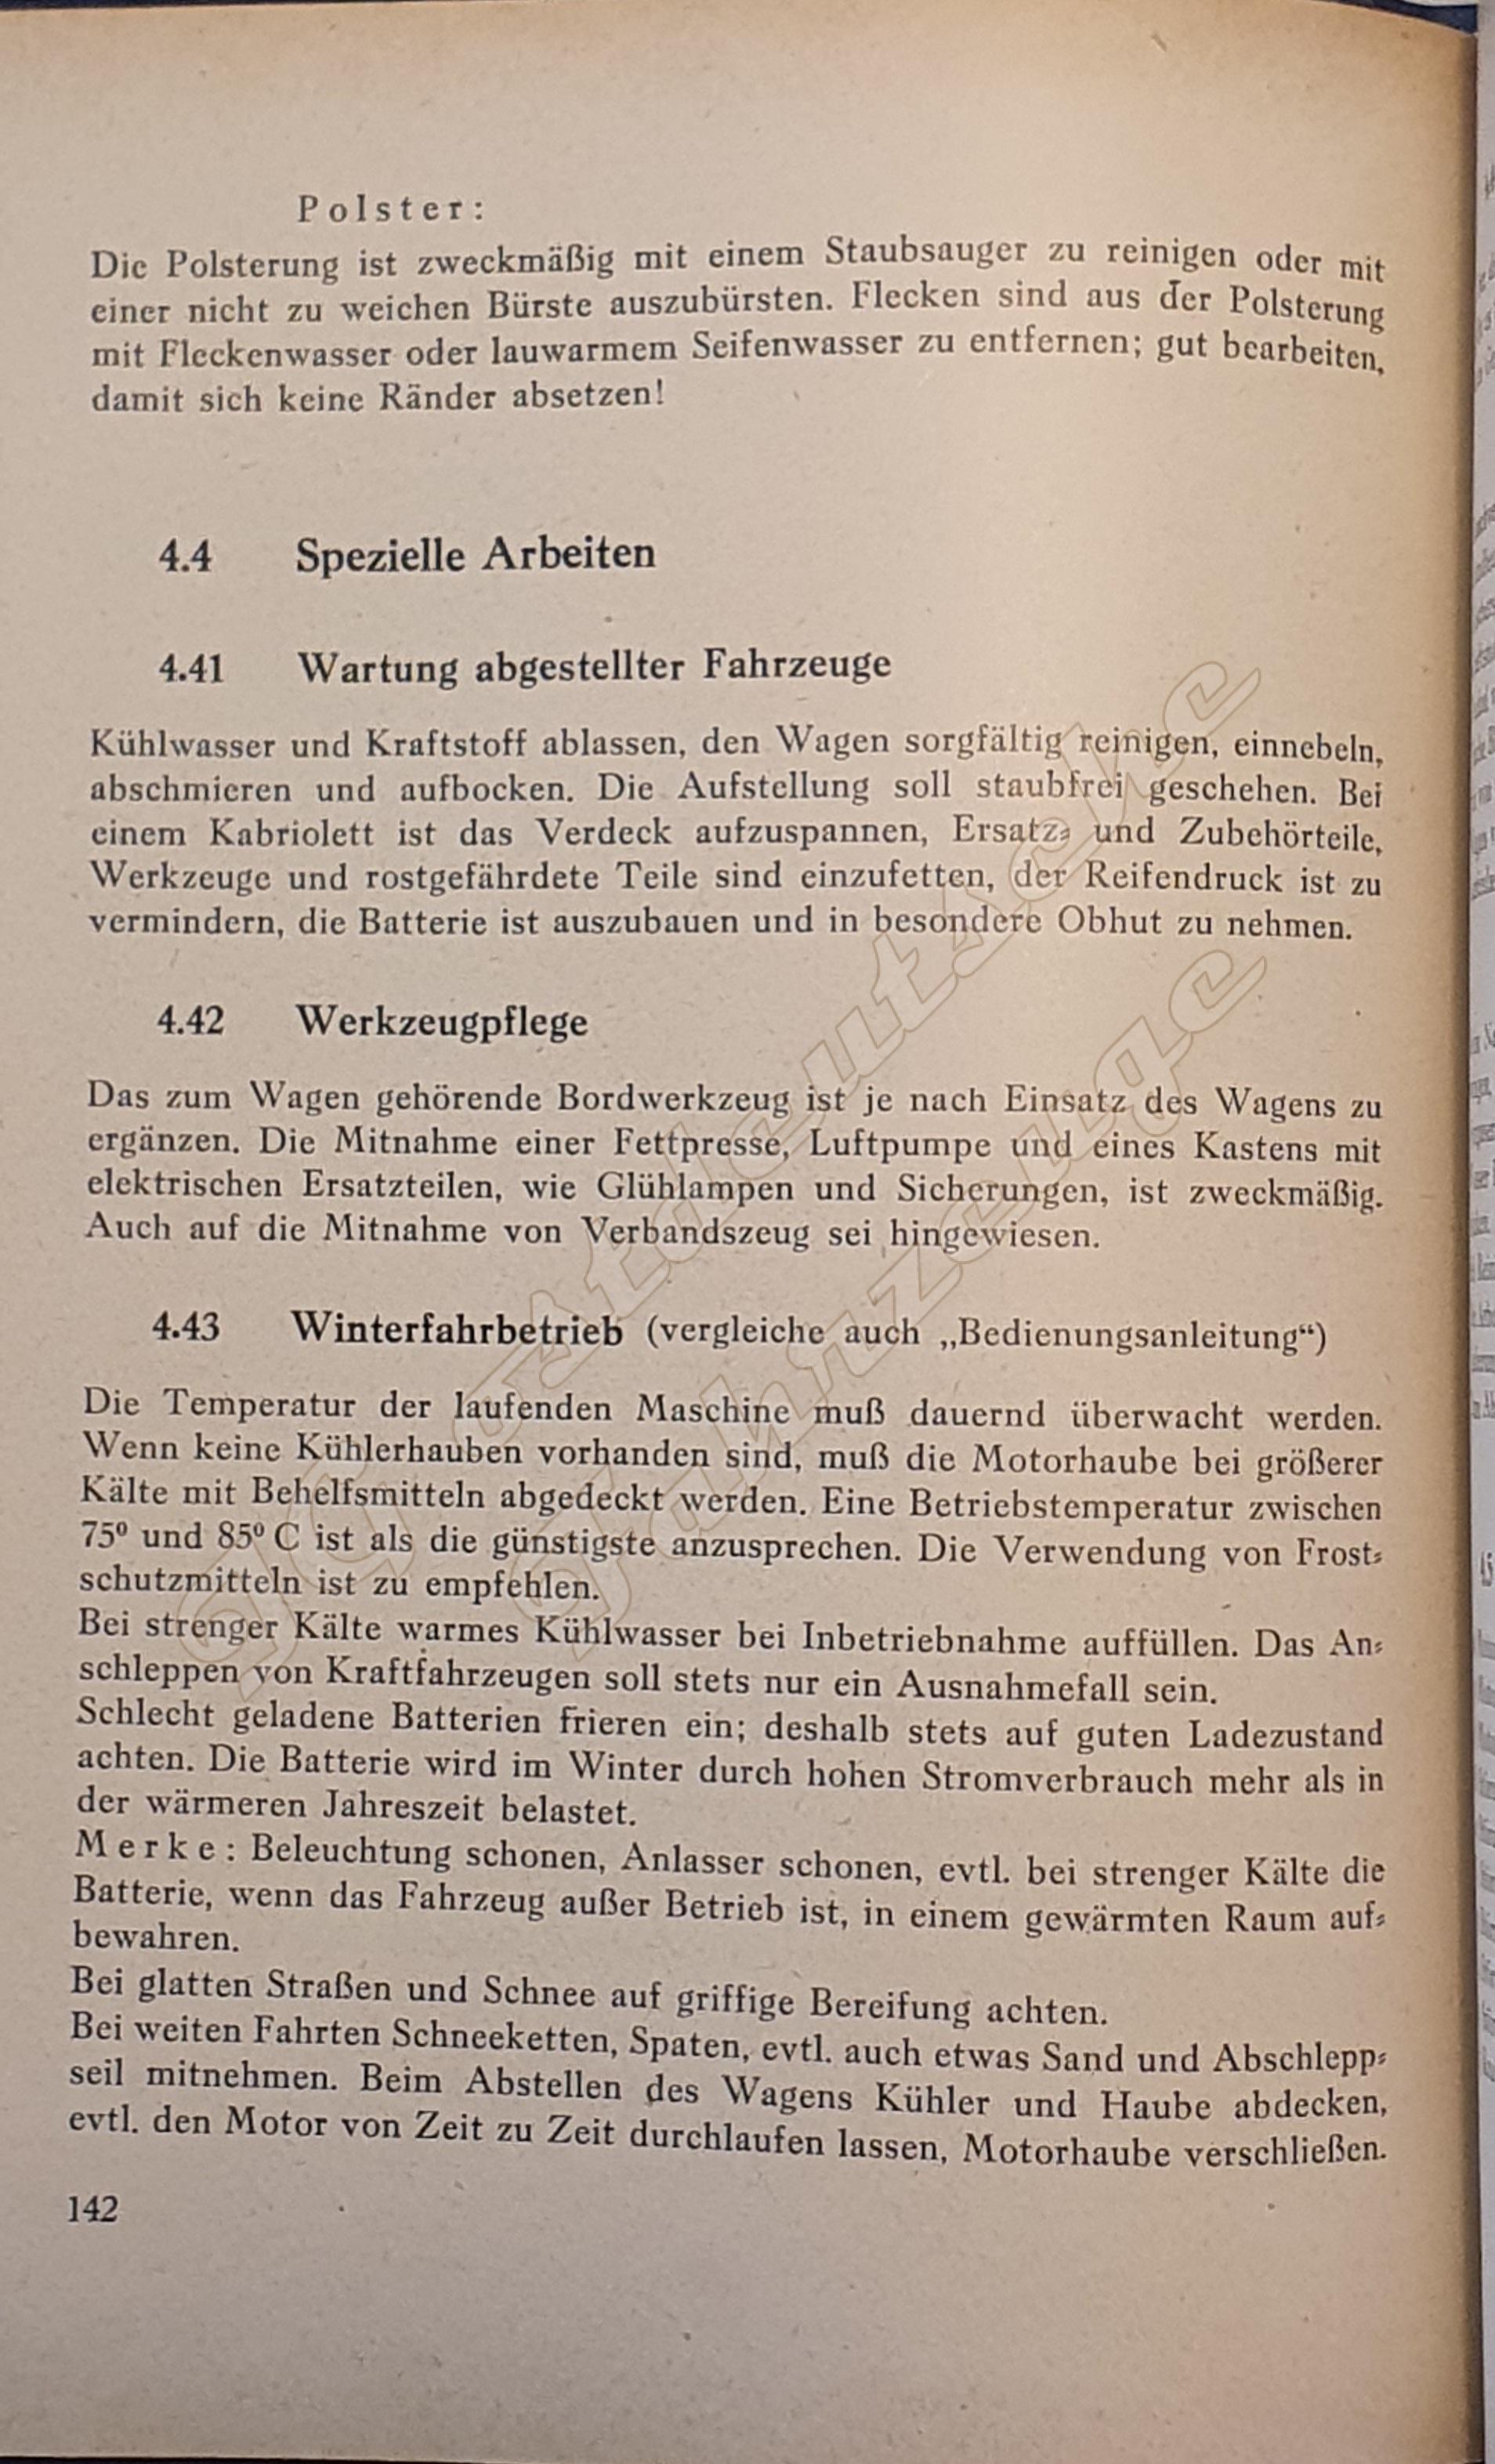 Polster:
Die Polsterung ist zweckmäßig mit einem Staubsauger zu reinigen oder mit
einer nicht zu weichen Bürste auszubürsten. Flecken sind aus der Polsterung
mit Fleckenwasser oder lauwarmem Seifenwasser zu entfernen; gut bearbeiten,
damit sich keine Ränder absetzen!
4.4 Spezielle Arbeiten
4.41 Wartung abgestellter Fahrzeuge
Kühlwasser und Kraftstoff ablassen, den Wagen sorgfältig reinigen, einnebeln,
abschmieren und aufbocken. Die Aufstellung soll staubfrei geschehen. Bei
einem Kabriolett ist das Verdeck aufzuspannen, Ersatz- und Zubehörteile,
Werkzeuge und rostgefährdete Teile sind einzufetten, der Reifendruck ist zu
vermindern, die Batterie ist auszubauen und in besondere Obhut zu nehmen.
4.42 Werkzeugpflege
Das zum Wagen gehörende Bordwerkzeug ist je nach Einsatz des Wagens zu
ergänzen. Die Mitnahme einer Fettpresse, Luftpumpe und eines Kastens mit
elektrischen Ersatzteilen, wie Glühlampen und Sicherungen, ist zweckmäßig.
Auch auf die Mitnahme von Verbandszeug sei hingewiesen.
4.43 Winterfahrbetrieb (vergleiche auch „Bedienungsanleitung“)
Die Temperatur der laufenden Maschine muß dauernd überwacht werden.
Wenn keine Kühlerhauben vorhanden sind, muß die Motorhaube bei größerer
Kälte mit Behelfsmitteln abgedeckt werden. Eine Betriebstemperatur zwischen
75⁰ und 85⁰ C ist als die günstigste anzusprechen. Die Verwendung von Frost-
schutzmitteln ist zu empfehlen.
Bei strenger Kälte warmes Kühlwasser bei Inbetriebnahme auffüllen. Das An-
schleppen von Kraftfahrzeugen soll stets nur ein Ausnahmefall sein.
Schlecht geladene Batterien frieren ein; deshalb stets auf guten Ladezustand
achten. Die Batterie wird im Winter durch hohen Stromverbrauch mehr als in
der wärmeren Jahreszeit belastet.
Merke: Beleuchtung schonen, Anlasser schonen, evtl. bei strenger Kälte die
Batterie, wenn das Fahrzeug außer Betrieb ist, in einem gewärmten Raum auf-
bewahren.
Bei glatten Straßen und Schnee auf griffige Bereifung achten.
Bei weiten Fahrten Schneeketten, Spaten, evtl. auch etwas Sand und Abschlepp-
seil mitnehmen. Beim Abstellen des Wagens Kühler und Haube abdecken,
evtl. den Motor von Zeit zu Zeit durchlaufen lassen, Motorhaube verschließen.
142